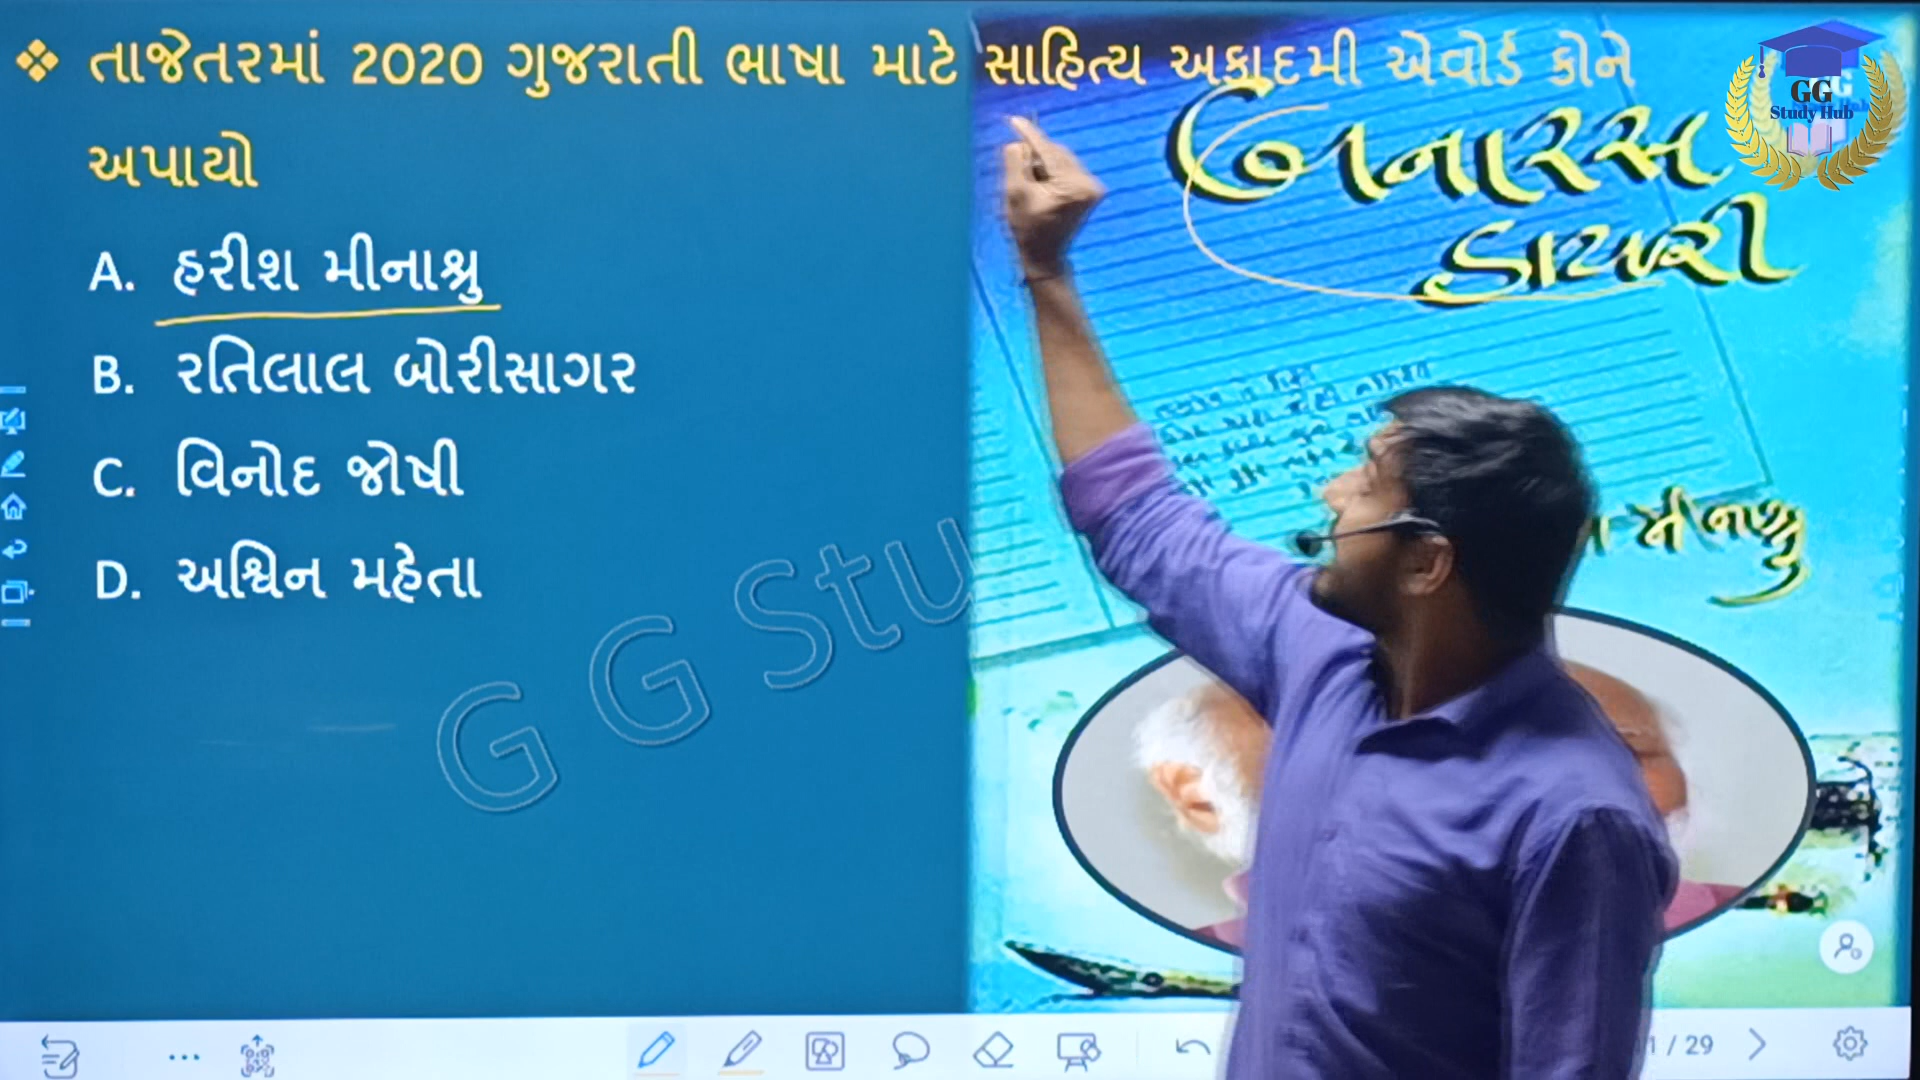 ❖ તાજેતરમાં 2020 ગુજરાતી ભાષા માટે સાહિત્ય અકાદમી એવોર્ડ કોને
અપાયો
A. હરીશ મીનાશ્રુ
B. રતિલાલ બોરીસાગર
C. વિનોદ જોષી
D. અશ્વિન મહેતા
બનારસ
ડાયરી
મીનાશ્રુ
G G Stu
GG
Study Hub
1 / 29